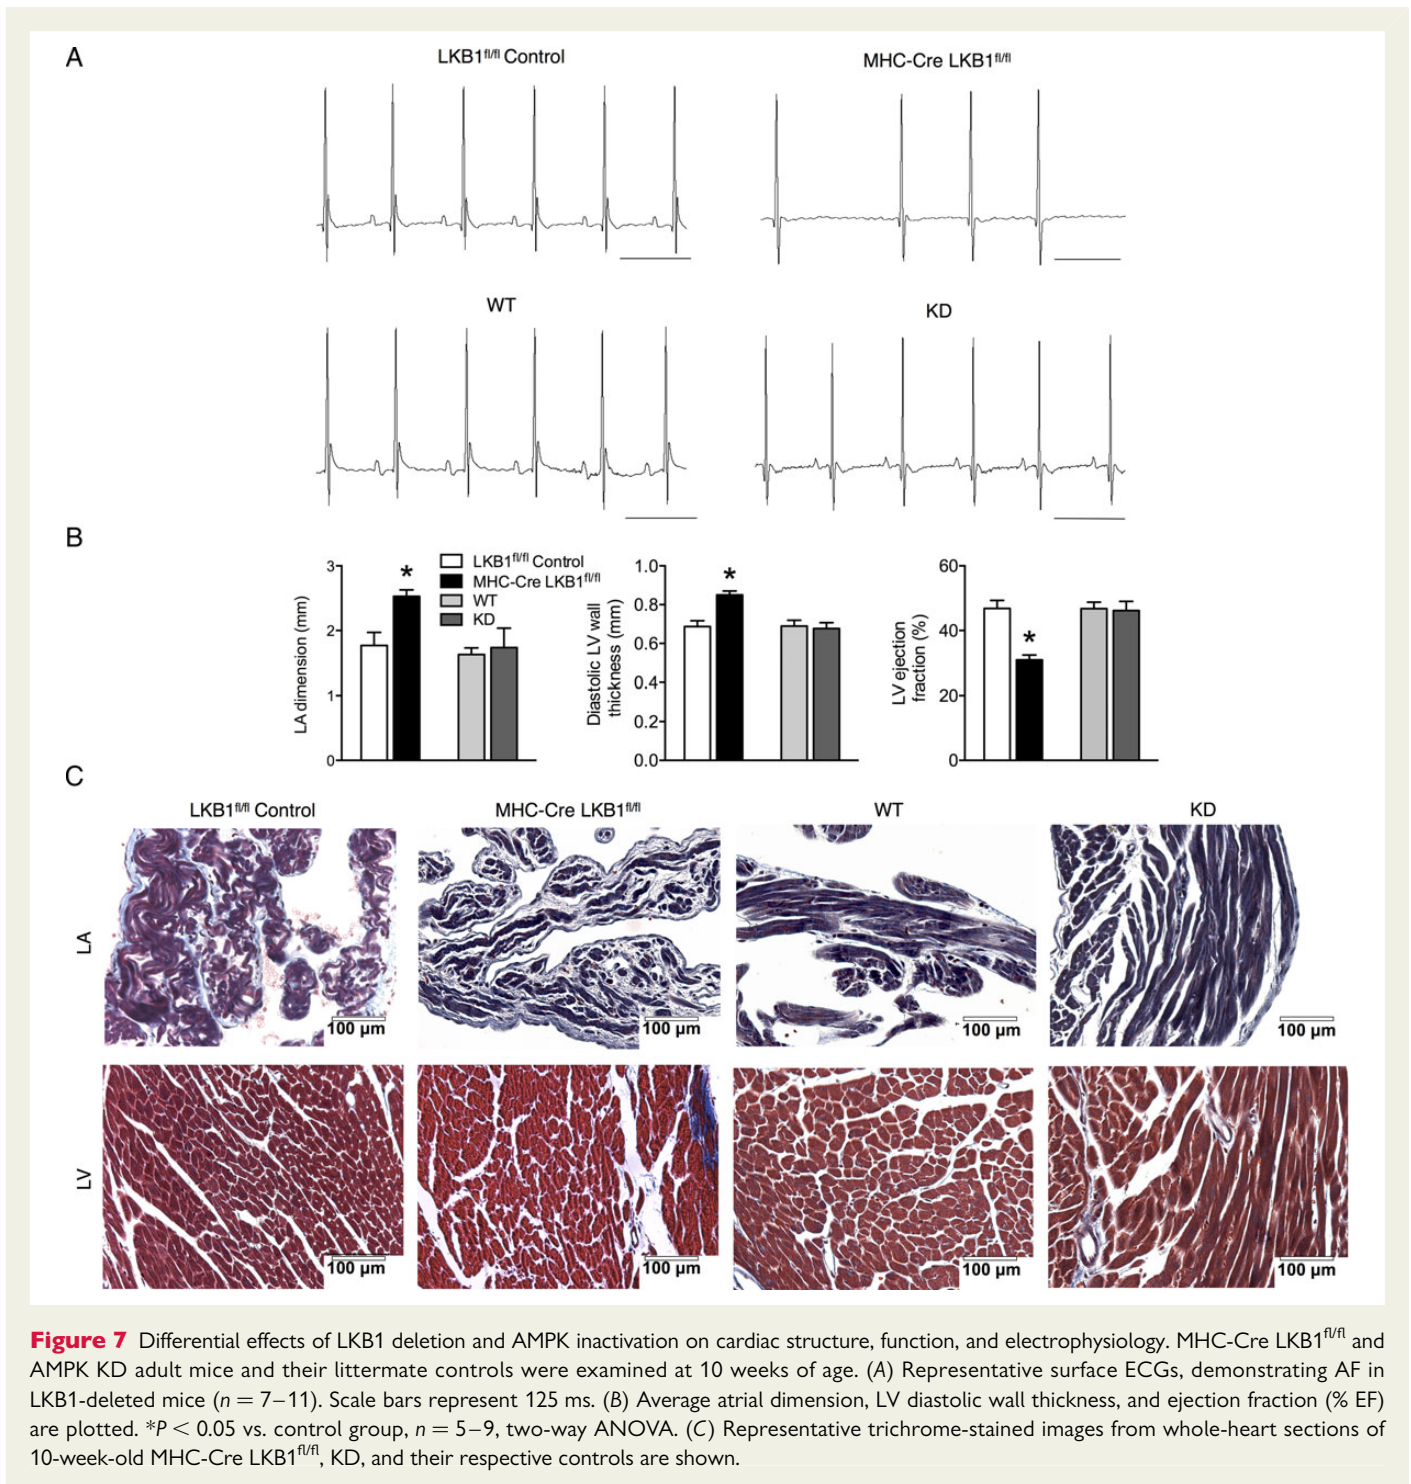 A
LKB1fl/fl Control
MHC-Cre LKB1fl/fl
WT
KD
B
LA dimension (mm)
3
2
1
0
LKB1fl/fl Control
MHC-Cre LKB1fl/fl
WT
KD
*
Diastolic LV wall
thickness (mm)
1.0
0.8
0.6
0.4
0.2
0.0
*
LV ejection
fraction (%)
60
40
20
0
*
C
LKB1fl/fl Control
MHC-Cre LKB1fl/fl
WT
KD
LA
100 µm
100 µm
100 µm
100 µm
LV
100 µm
100 µm
100 µm
100 µm
Figure 7 Differential effects of LKB1 deletion and AMPK inactivation on cardiac structure, function, and electrophysiology. MHC-Cre LKB1fl/fl and
AMPK KD adult mice and their littermate controls were examined at 10 weeks of age. (A) Representative surface ECGs, demonstrating AF in
LKB1-deleted mice (n = 7–11). Scale bars represent 125 ms. (B) Average atrial dimension, LV diastolic wall thickness, and ejection fraction (% EF)
are plotted. *P < 0.05 vs. control group, n = 5–9, two-way ANOVA. (C) Representative trichrome-stained images from whole-heart sections of
10-week-old MHC-Cre LKB1fl/fl, KD, and their respective controls are shown.